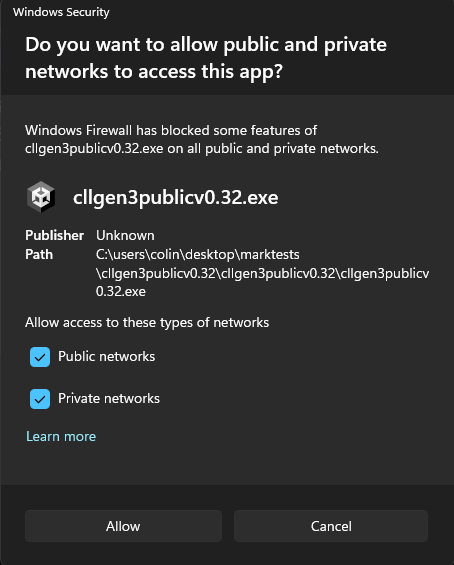 Windows Security
Do you want to allow public and private
networks to access this app?
Windows Firewall has blocked some features of
cllgen3publicv0.32.exe on all public and private networks.
cllgen3publicv0.32.exe
Publisher Unknown
Path C:\users\colin\desktop\marktests
\cllgen3publicv0.32\cllgen3publicv0.32\cllgen3publicv
0.32.exe
Allow access to these types of networks
Public networks
Private networks
Learn more
Allow Cancel